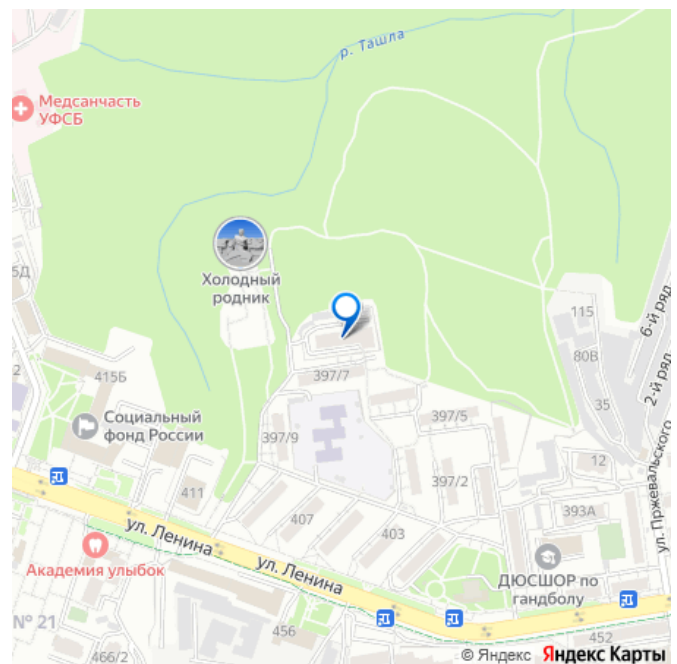 р. Ташла
Медсанчасть
УФСБ
Холодный
родник
5Д
115
6-й ряд
80В
2-й ряд
2
415Б
397/7
35
Социальный
фонд России
397/5
397/9
ул. Пржевальского
12
397/2
411
407
403
393А
ул. Ленина
ул. Ленина
Академия улыбок
ДЮСШОР по
гандболу
№ 21
456
452
466/2
© Яндекс Яндекс Карты